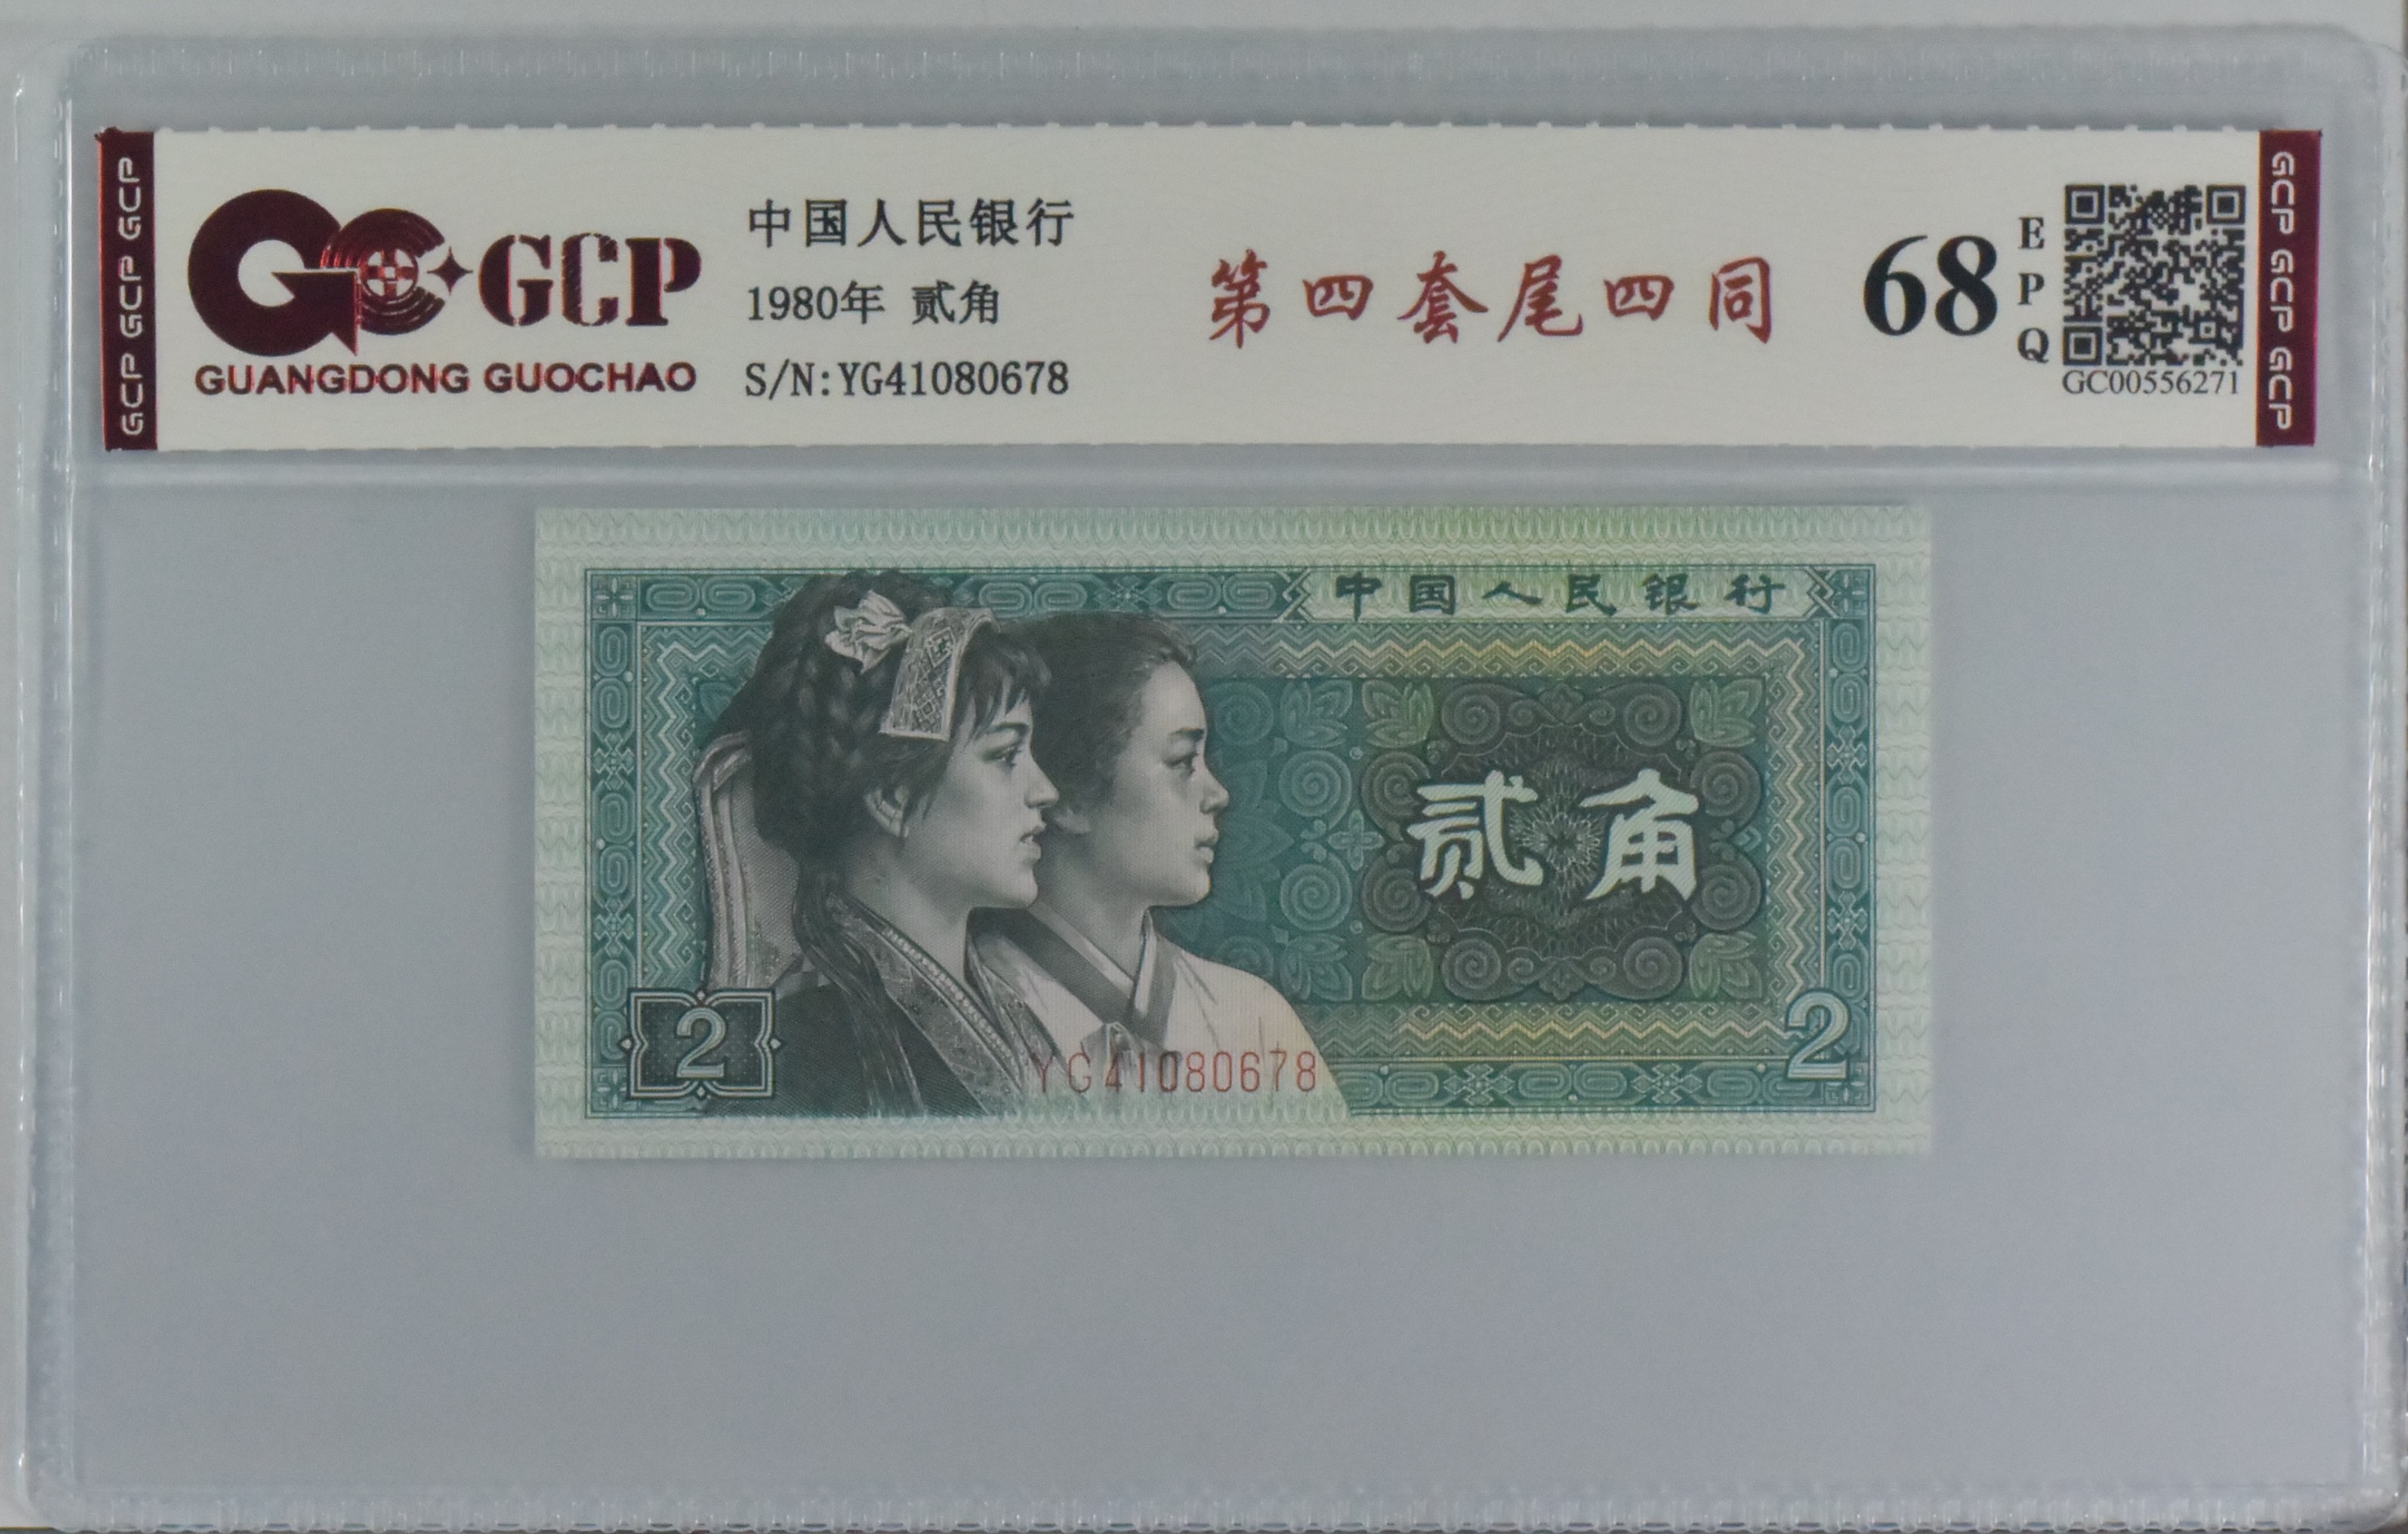 GCP GCP GCP
GCP
GUANGDONG GUOCHAO
中国人民银行
1980年 贰角
S/N:YG41080678
第四套尾四同
68
EPQ
GC00556271
GCP GCP GCP
中国人民银行
贰角
2
YG41080678
2